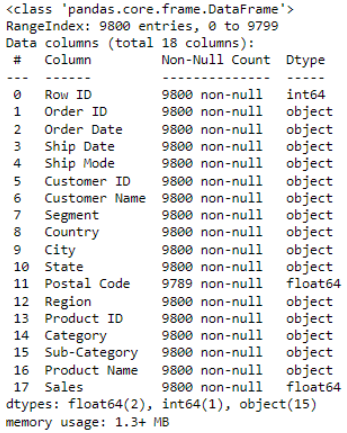 <class 'pandas.core.frame.DataFrame'>
RangeIndex: 9800 entries, 0 to 9799
Data columns (total 18 columns):
 #   Column         Non-Null Count  Dtype
---  ------         --------------  -----
 0   Row ID         9800 non-null   int64
 1   Order ID       9800 non-null   object
 2   Order Date     9800 non-null   object
 3   Ship Date      9800 non-null   object
 4   Ship Mode      9800 non-null   object
 5   Customer ID    9800 non-null   object
 6   Customer Name  9800 non-null   object
 7   Segment        9800 non-null   object
 8   Country        9800 non-null   object
 9   City           9800 non-null   object
 10  State          9800 non-null   object
 11  Postal Code    9789 non-null   float64
 12  Region         9800 non-null   object
 13  Product ID     9800 non-null   object
 14  Category       9800 non-null   object
 15  Sub-Category   9800 non-null   object
 16  Product Name   9800 non-null   object
 17  Sales          9800 non-null   float64
dtypes: float64(2), int64(1), object(15)
memory usage: 1.3+ MB